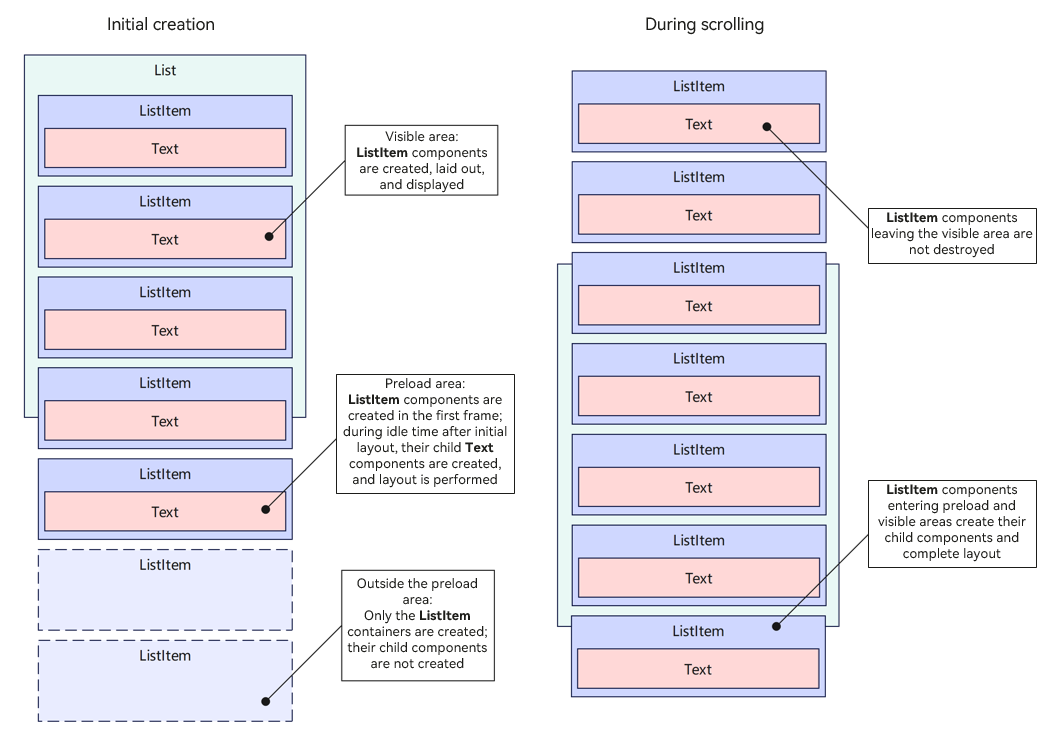 Initial creation
List
ListItem
Text
ListItem
Text
ListItem
Text
ListItem
Text
ListItem
Text
ListItem
ListItem
Visible area:
ListItem components
are created, laid out,
and displayed
Preload area:
ListItem components are
created in the first frame;
during idle time after initial
layout, their child Text
components are created,
and layout is performed
Outside the preload
area:
Only the ListItem
containers are created;
their child components
are not created
During scrolling
ListItem
Text
ListItem
Text
ListItem
Text
ListItem
Text
ListItem
Text
ListItem
Text
ListItem
Text
ListItem components
leaving the visible area are
not destroyed
ListItem components
entering preload and
visible areas create their
child components and
complete layout